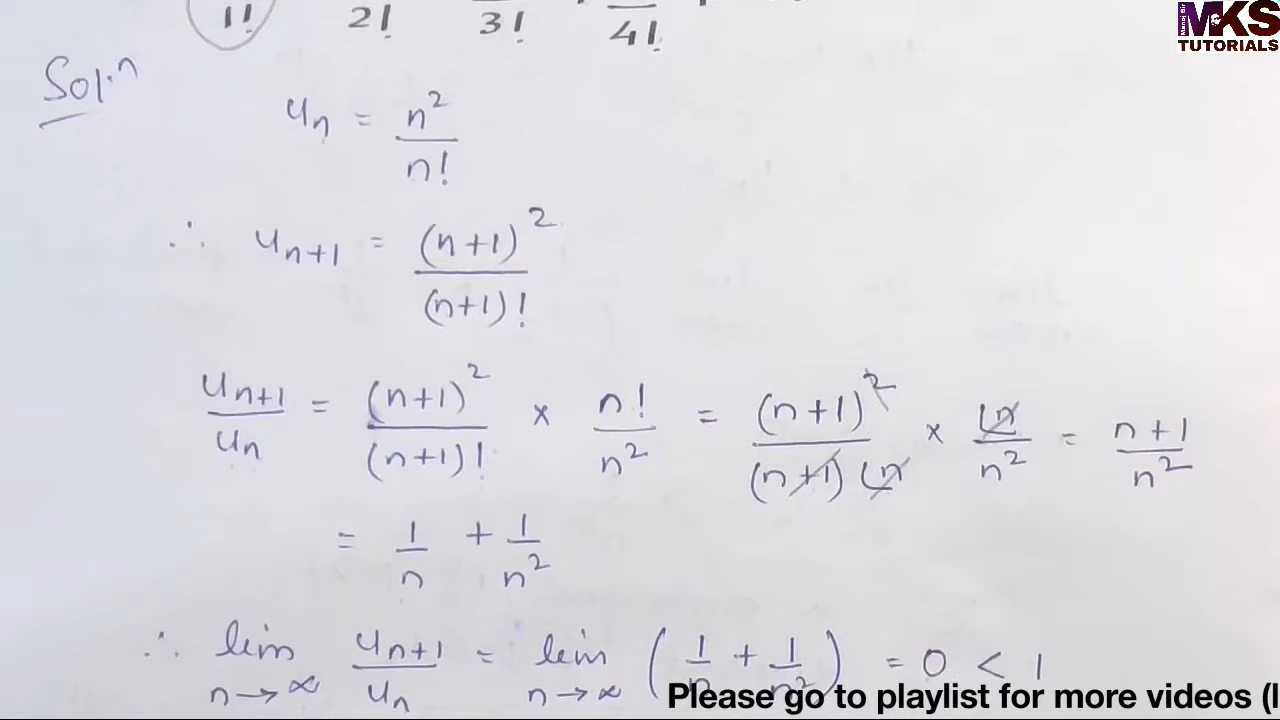 1! 2! 3! 4!
MKS
TUTORIALS
Sol.n
un = n²/n!
∴ un+1 = (n+1)²/(n+1)!
un+1/un = (n+1)²/(n+1)! × n!/n² = (n+1)²/(n+1)⌊n × ⌊n/n² = n+1/n²
= 1/n + 1/n²
∴ lim n→∞ un+1/un = lim n→∞ (1/n + 1/n²) = 0 < 1
Please go to playlist for more videos (I